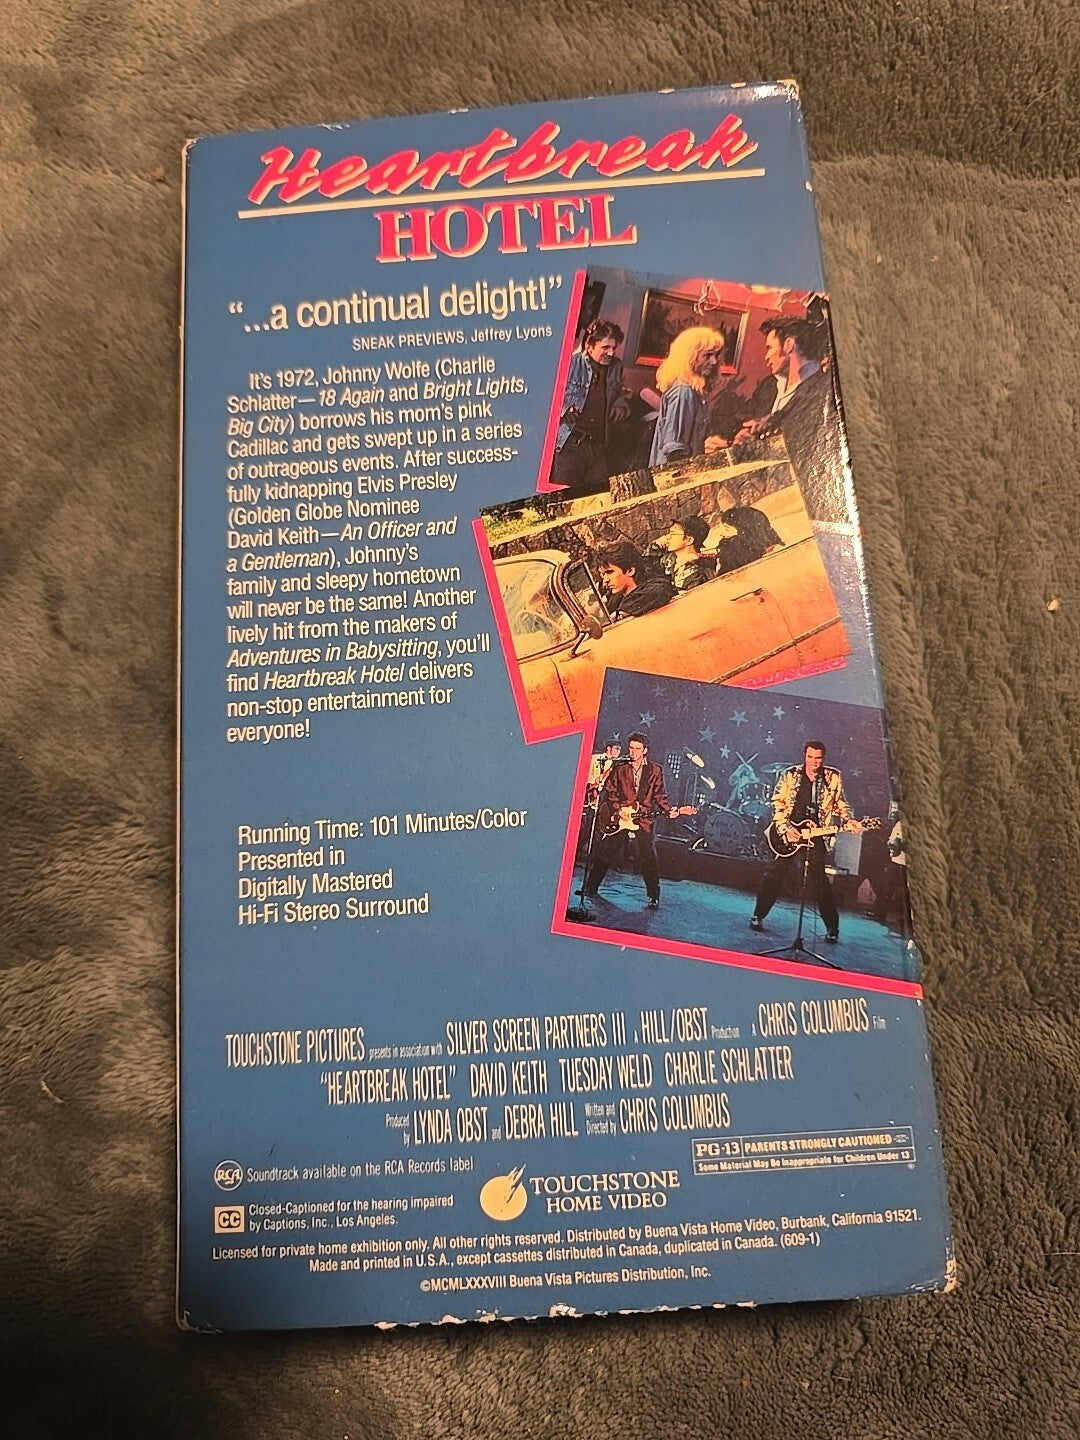 Heartbreak
HOTEL
“...a continual delight!”
SNEAK PREVIEWS, Jeffrey Lyons
It's 1972, Johnny Wolfe (Charlie
Schlatter—18 Again and Bright Lights,
Big City) borrows his mom's pink
Cadillac and gets swept up in a series
of outrageous events. After success-
fully kidnapping Elvis Presley
(Golden Globe Nominee
David Keith—An Officer and
a Gentleman), Johnny's
family and sleepy hometown
will never be the same! Another
lively hit from the makers of
Adventures in Babysitting, you'll
find Heartbreak Hotel delivers
non-stop entertainment for
everyone!
Running Time: 101 Minutes/Color
Presented in
Digitally Mastered
Hi-Fi Stereo Surround
TOUCHSTONE PICTURES presents in association with SILVER SCREEN PARTNERS III A HILL/OBST Production A CHRIS COLUMBUS Film
“HEARTBREAK HOTEL” DAVID KEITH TUESDAY WELD CHARLIE SCHLATTER
Produced by LYNDA OBST and DEBRA HILL Written and Directed by CHRIS COLUMBUS
PG-13 PARENTS STRONGLY CAUTIONED
Some Material May Be Inappropriate for Children Under 13
RCA Soundtrack available on the RCA Records label
TOUCHSTONE
HOME VIDEO
CC Closed-Captioned for the hearing impaired
by Captions, Inc., Los Angeles.
Licensed for private home exhibition only. All other rights reserved. Distributed by Buena Vista Home Video, Burbank, California 91521.
Made and printed in U.S.A., except cassettes distributed in Canada, duplicated in Canada. (609-1)
©MCMLXXXVIII Buena Vista Pictures Distribution, Inc.